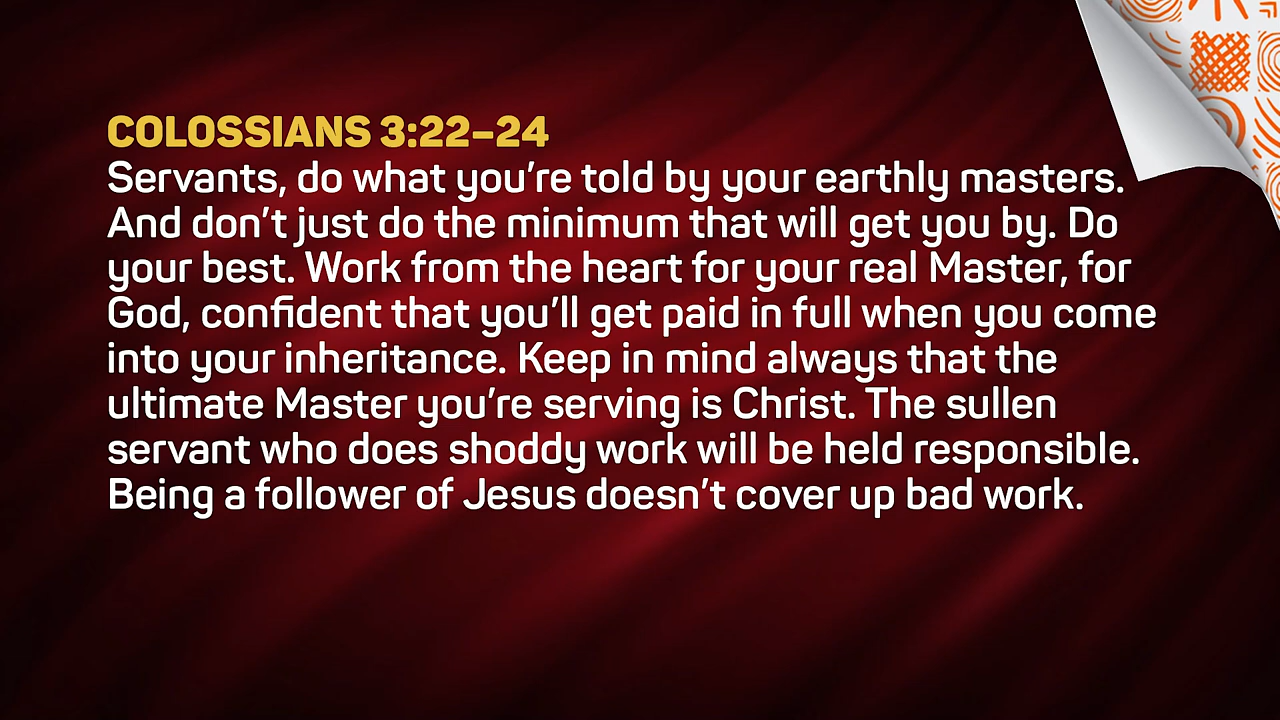 COLOSSIANS 3:22–24
Servants, do what you’re told by your earthly masters.
And don’t just do the minimum that will get you by. Do
your best. Work from the heart for your real Master, for
God, confident that you’ll get paid in full when you come
into your inheritance. Keep in mind always that the
ultimate Master you’re serving is Christ. The sullen
servant who does shoddy work will be held responsible.
Being a follower of Jesus doesn’t cover up bad work.